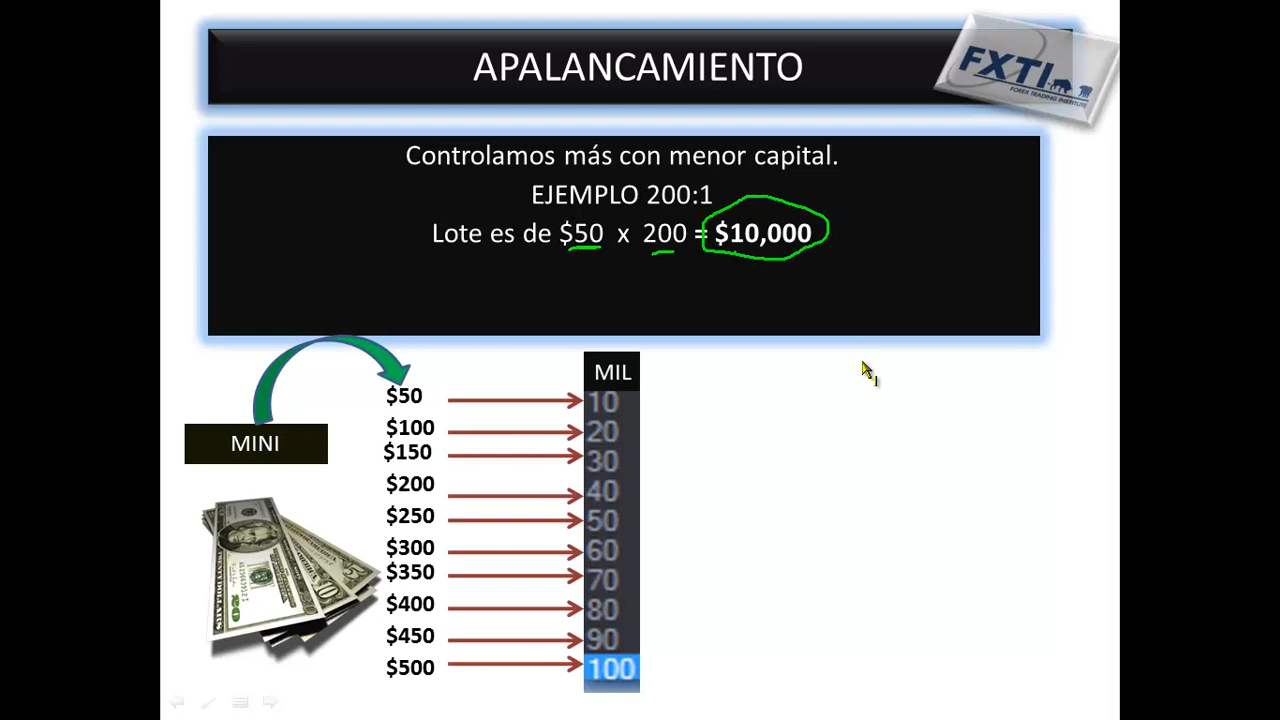 APALANCAMIENTO
FXTI
FOREX TRADING INSTITUTE
Controlamos más con menor capital.
EJEMPLO 200:1
Lote es de $50 x 200 = $10,000
MINI
MIL
$50 10
$100 20
$150 30
$200 40
$250 50
$300 60
$350 70
$400 80
$450 90
$500 100